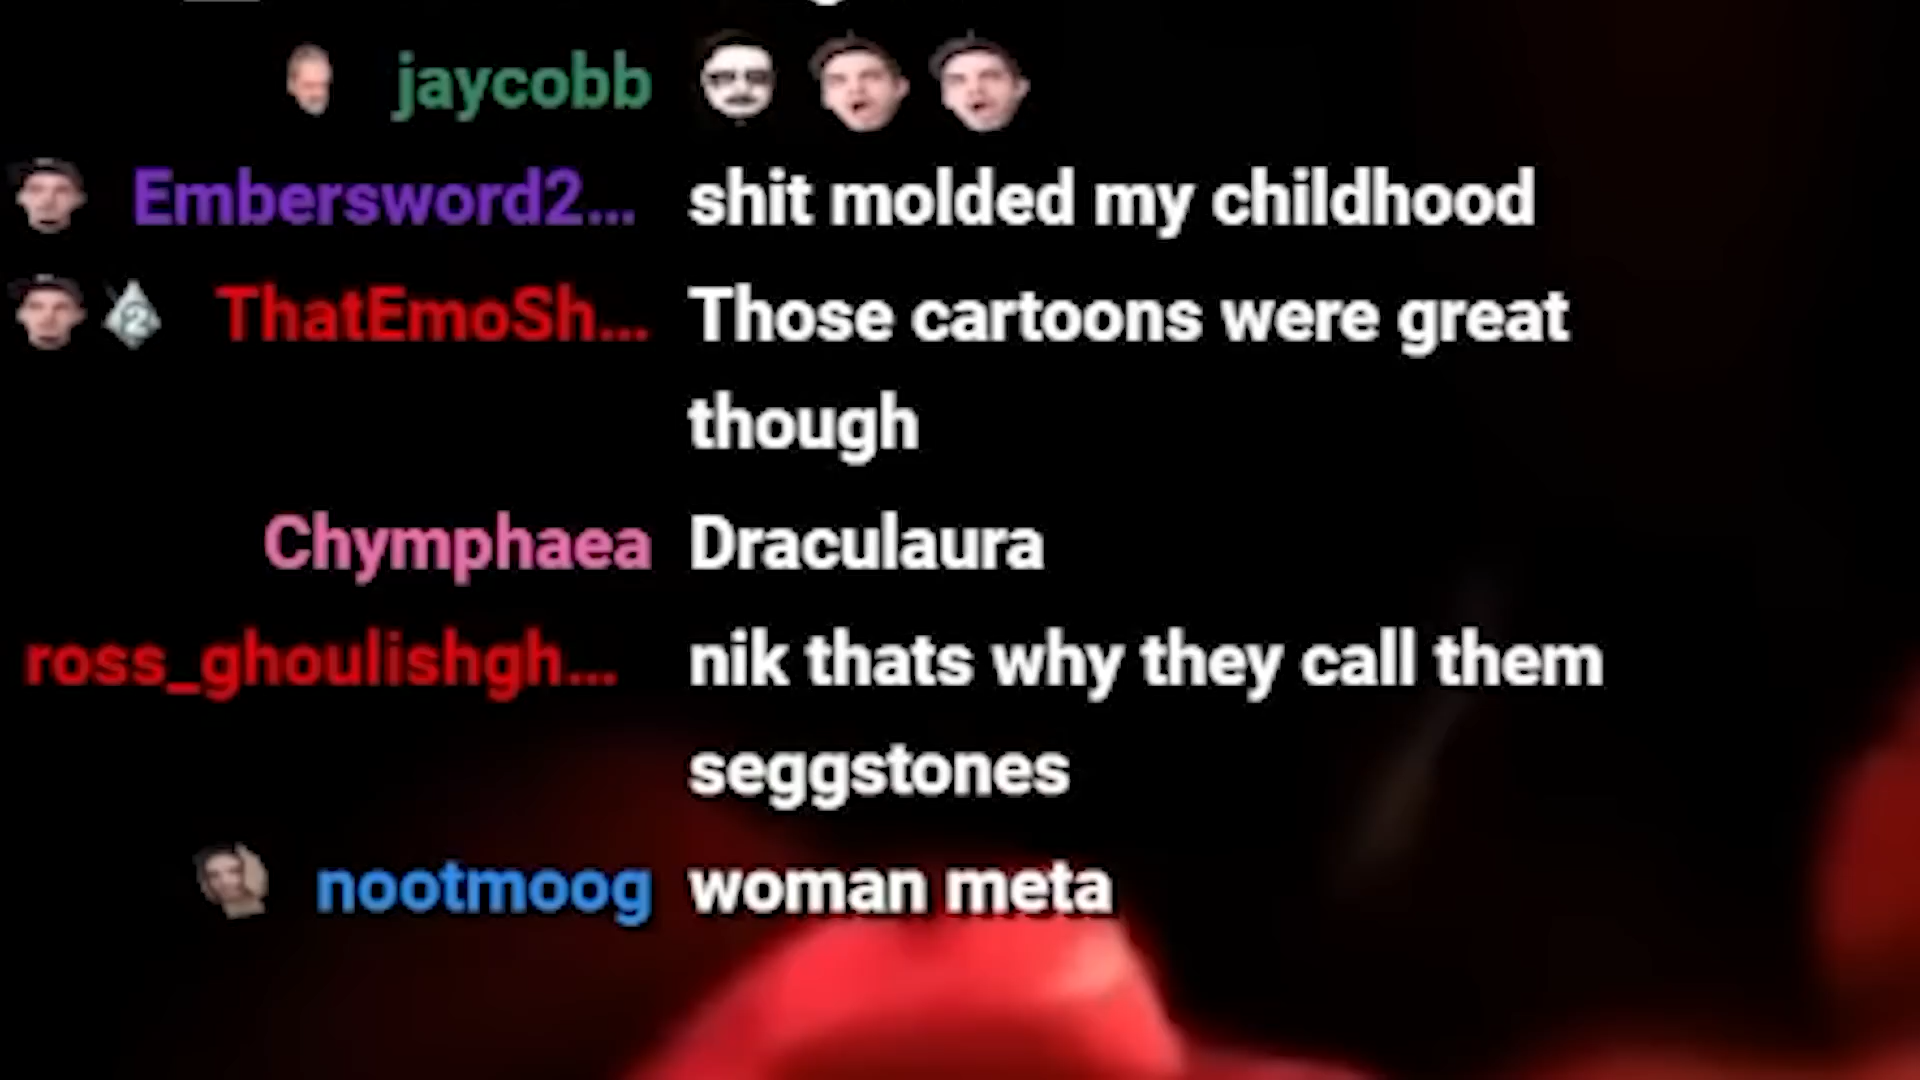 jaycobb
Embersword2... shit molded my childhood
ThatEmoSh... Those cartoons were great
though
Chymphaea Draculaura
ross_ghoulishgh... nik thats why they call them
seggstones
nootmoog woman meta